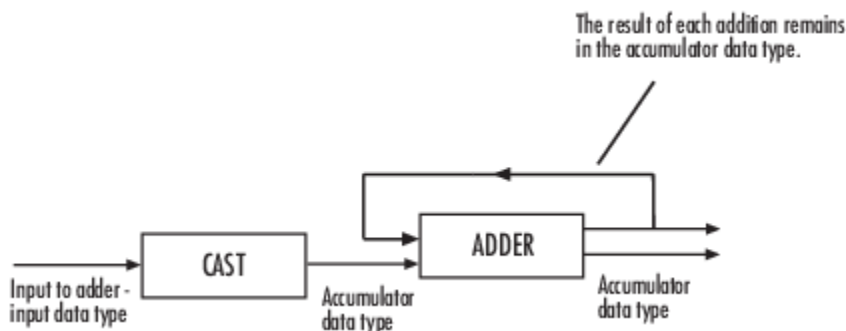 The result of each addition remains
in the accumulator data type.
CAST
ADDER
Input to adder -
input data type
Accumulator
data type
Accumulator
data type